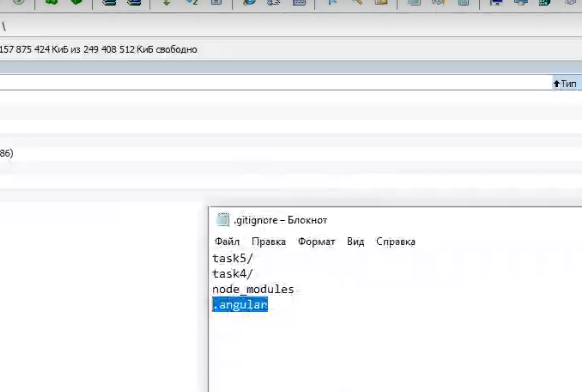 \
157 875 424 КиБ из 249 408 512 КиБ свободно
Тип
86)
.gitignore – Блокнот
Файл Правка Формат Вид Справка
task5/
task4/
node_modules
.angular